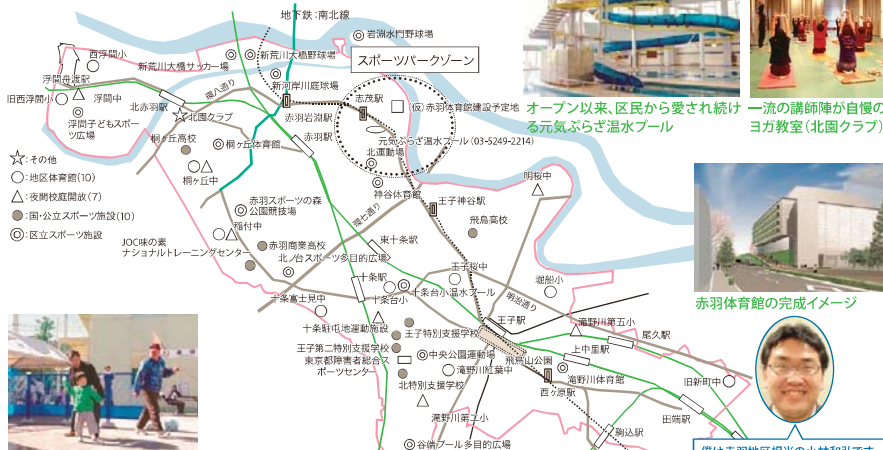 地下鉄:南北線
岩淵水門野球場
スポーツパークゾーン
西浮間小
新荒川大橋サッカー場
新荒川大橋野球場
浮間舟渡駅
新河岸川庭球場
環八通り
旧西浮間小
浮間中
北赤羽駅
志茂駅
(仮)赤羽体育館建設予定地
北園クラブ
赤羽岩淵駅
浮間子どもスポー
ツ広場
赤羽駅
元気ぷらざ温水プール(03-5249-2214)
桐ヶ丘高校
桐ヶ丘体育館
北運動場
☆:その他
○:地区体育館(10)
△:夜間校庭開放(7)
●:国・公立スポーツ施設(10)
◎:区立スポーツ施設
桐ヶ丘中
神谷体育館
明桜中
赤羽スポーツの森
公園競技場
環七通り
王子神谷駅
稲付中
飛鳥高校
JOC味の素
ナショナルトレーニングセンター
赤羽商業高校
東十条駅
北ノ台スポーツ多目的広場
王子桜中
十条駅
堀船小
十条台小温水プール
十条富士見中
十条台小
明治通り
王子駅
滝野川第五小
十条駐屯地運動施設
王子特別支援学校
尾久駅
王子第二特別支援学校
上中里駅
東京都障害者総合ス
ポーツセンター
中央公園運動場
飛鳥山公園
滝野川紅葉中
滝野川体育館
北特別支援学校
西ヶ原駅
旧新町中
滝野川第二小
田端駅
駒込駅
谷端プール多目的広場
オープン以来、区民から愛され続け
る元気ぷらざ温水プール
一流の講師陣が自慢の
ヨガ教室(北園クラブ)
赤羽体育館の完成イメージ
僕は赤羽地区担当の小林和弘です